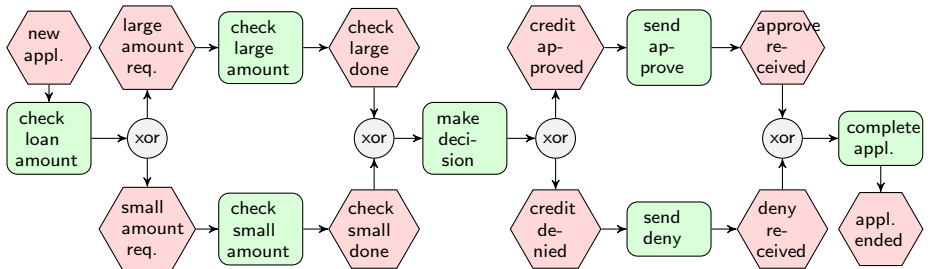 new
appl.
check
loan
amount
xor
large
amount
req.
check
large
amount
check
large
done
small
amount
req.
check
small
amount
check
small
done
xor
make
deci-
sion
xor
credit
ap-
proved
send
ap-
prove
approve
re-
ceived
credit
de-
nied
send
deny
deny
re-
ceived
xor
complete
appl.
appl.
ended